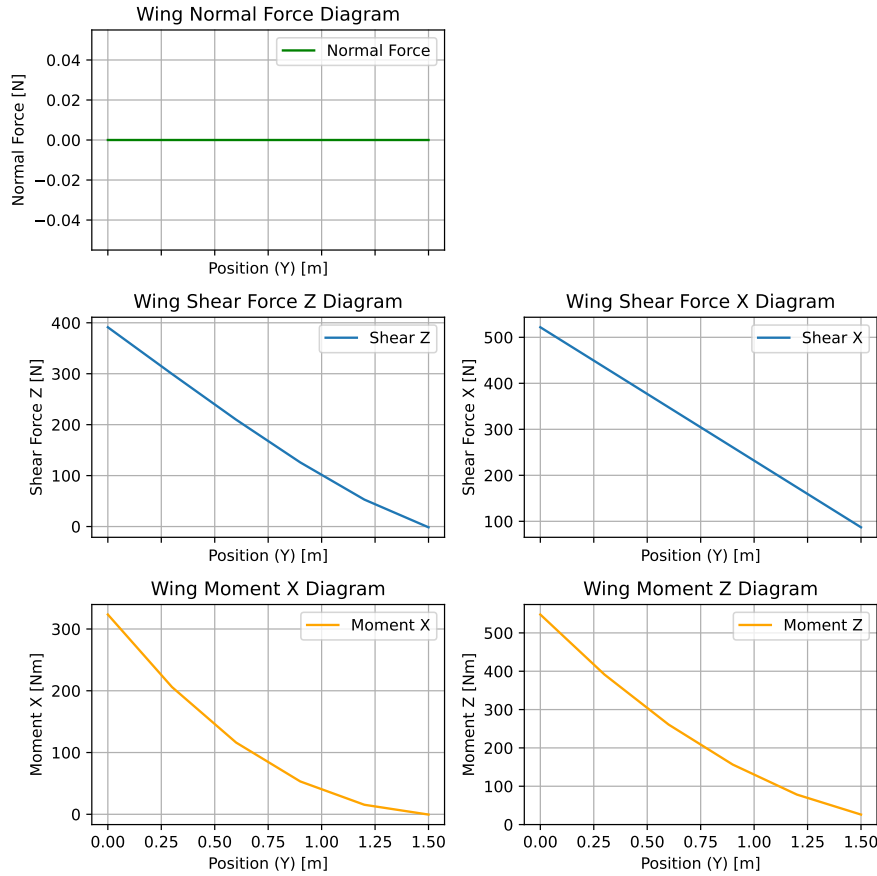 Wing Normal Force Diagram
Normal Force
Normal Force [N]
0.04
0.02
0.00
−0.02
−0.04
Position (Y) [m]
Wing Shear Force Z Diagram
Shear Z
Shear Force Z [N]
400
300
200
100
0
Position (Y) [m]
Wing Shear Force X Diagram
Shear X
Shear Force X [N]
500
400
300
200
100
Position (Y) [m]
Wing Moment X Diagram
Moment X
Moment X [Nm]
300
200
100
0
0.00 0.25 0.50 0.75 1.00 1.25 1.50
Position (Y) [m]
Wing Moment Z Diagram
Moment Z
Moment Z [Nm]
500
400
300
200
100
0
0.00 0.25 0.50 0.75 1.00 1.25 1.50
Position (Y) [m]